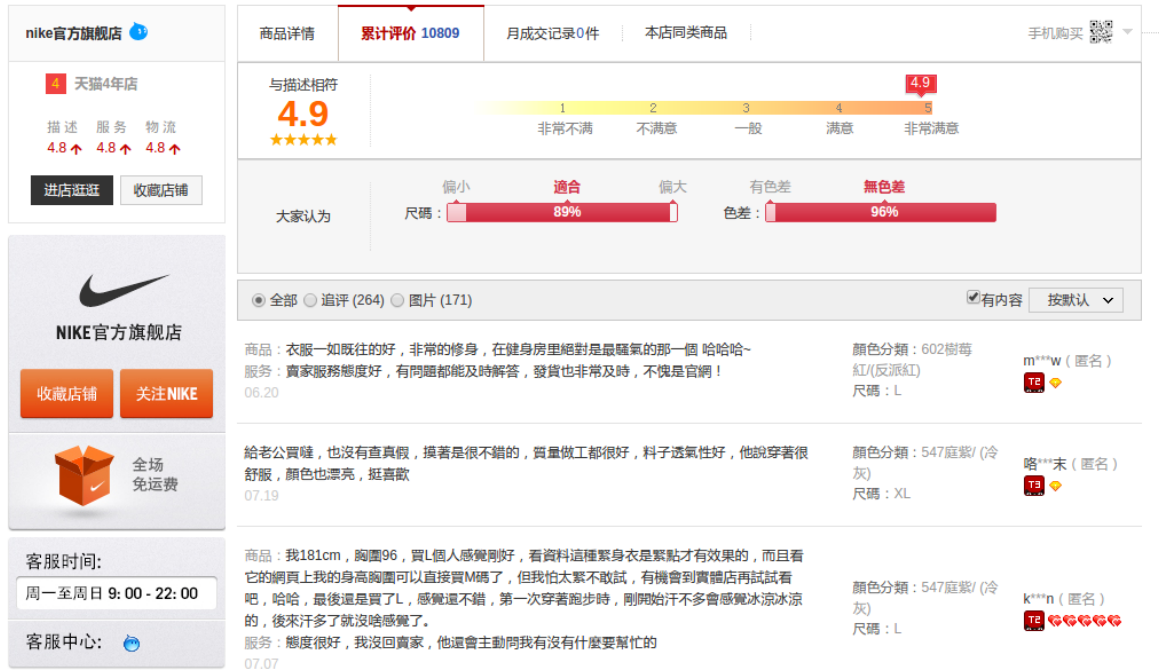 nike官方旗舰店
4 天猫4年店
描 述 服 务 物 流
4.8 4.8 4.8
进店逛逛 收藏店铺
NIKE官方旗舰店
收藏店铺 关注NIKE
全场
免运费
客服时间:
周一至周日 9:00 - 22:00
客服中心:
商品详情 累计评价 10809 月成交记录0件 本店同类商品 手机购买
与描述相符
4.9
4.9
1 2 3 4 5
非常不满 不满意 一般 满意 非常满意
大家认为
偏小 適合 偏大 有色差 無色差
尺碼： 89% 色差： 96%
全部 追评 (264) 图片 (171) 有内容 按默认
商品：衣服一如既往的好，非常的修身，在健身房里絕對是最騷氣的那一個 哈哈哈~
服务：賣家服務態度好，有問題都能及時解答，發貨也非常及時，不愧是官網！
06.20
顏色分類：602樹莓
紅/(反派紅)
尺碼：L
m***w（匿名）
T2
給老公買噠，也沒有查真假，摸著是很不錯的，質量做工都很好，料子透氣性好，他說穿著很
舒服，顏色也漂亮，挺喜歡
07.19
顏色分類：547庭紫/ (冷
灰)
尺碼：XL
咯***末（匿名）
T3
商品：我181cm，胸圍96，買L個人感覺剛好，看資料這種緊身衣是緊點才有效果的，而且看
它的網頁上我的身高胸圍可以直接買M碼了，但我怕太緊不敢試，有機會到實體店再試試看
吧，哈哈，最後還是買了L，感覺還不錯，第一次穿著跑步時，剛開始汗不多會感覺冰涼冰涼
的，後來汗多了就沒啥感覺了。
服务：態度很好，我沒回賣家，他還會主動問我有沒有什麼要幫忙的
07.07
顏色分類：547庭紫/ (冷
灰)
尺碼：L
k***n（匿名）
T2